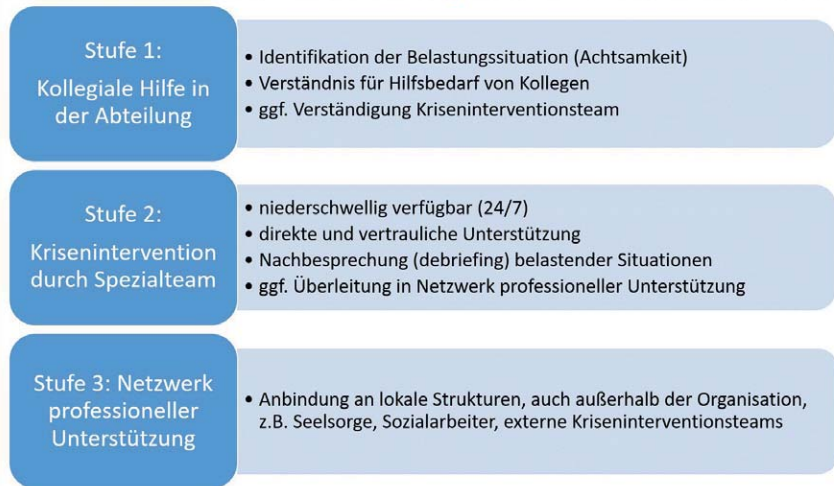 Stufe 1:
Kollegiale Hilfe in
der Abteilung
• Identifikation der Belastungssituation (Achtsamkeit)
• Verständnis für Hilfsbedarf von Kollegen
• ggf. Verständigung Kriseninterventionsteam
Stufe 2:
Krisenintervention
durch Spezialteam
• niederschwellig verfügbar (24/7)
• direkte und vertrauliche Unterstützung
• Nachbesprechung (debriefing) belastender Situationen
• ggf. Überleitung in Netzwerk professioneller Unterstützung
Stufe 3: Netzwerk
professioneller
Unterstützung
• Anbindung an lokale Strukturen, auch außerhalb der Organisation,
z.B. Seelsorge, Sozialarbeiter, externe Kriseninterventionsteams